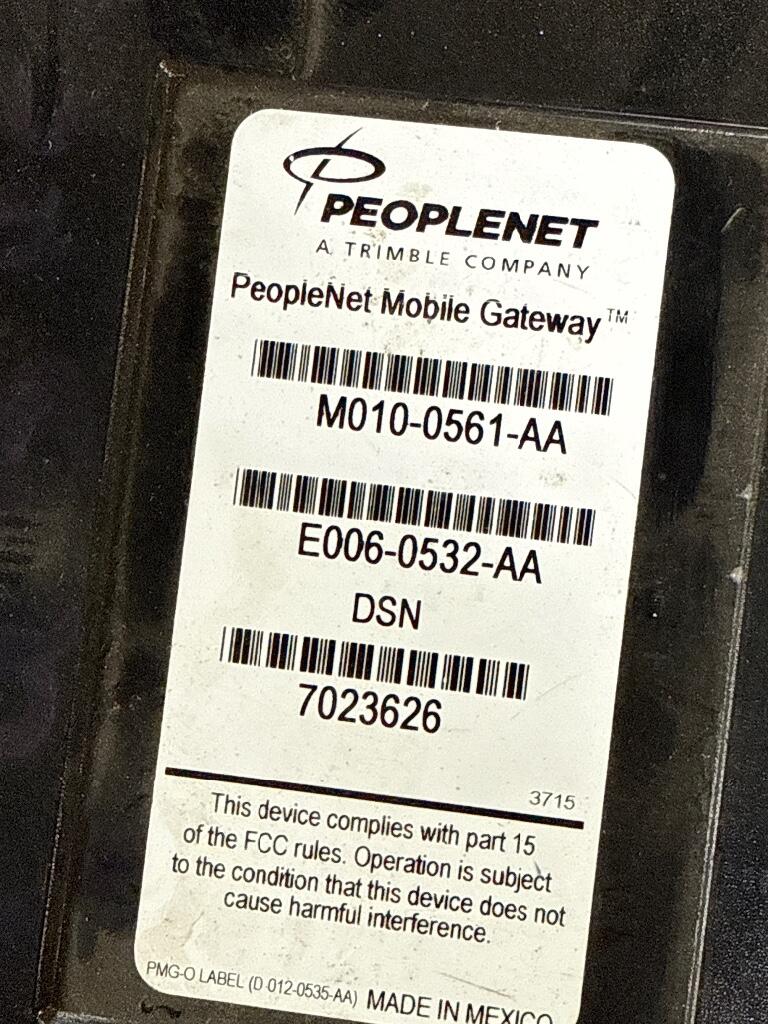 PEOPLENET
A TRIMBLE COMPANY
PeopleNet Mobile Gateway™
M010-0561-AA
E006-0532-AA
DSN
7023626
3715
This device complies with part 15
of the FCC rules. Operation is subject
to the condition that this device does not
cause harmful interference.
PMG-O LABEL (D 012-0535-AA) MADE IN MEXICO